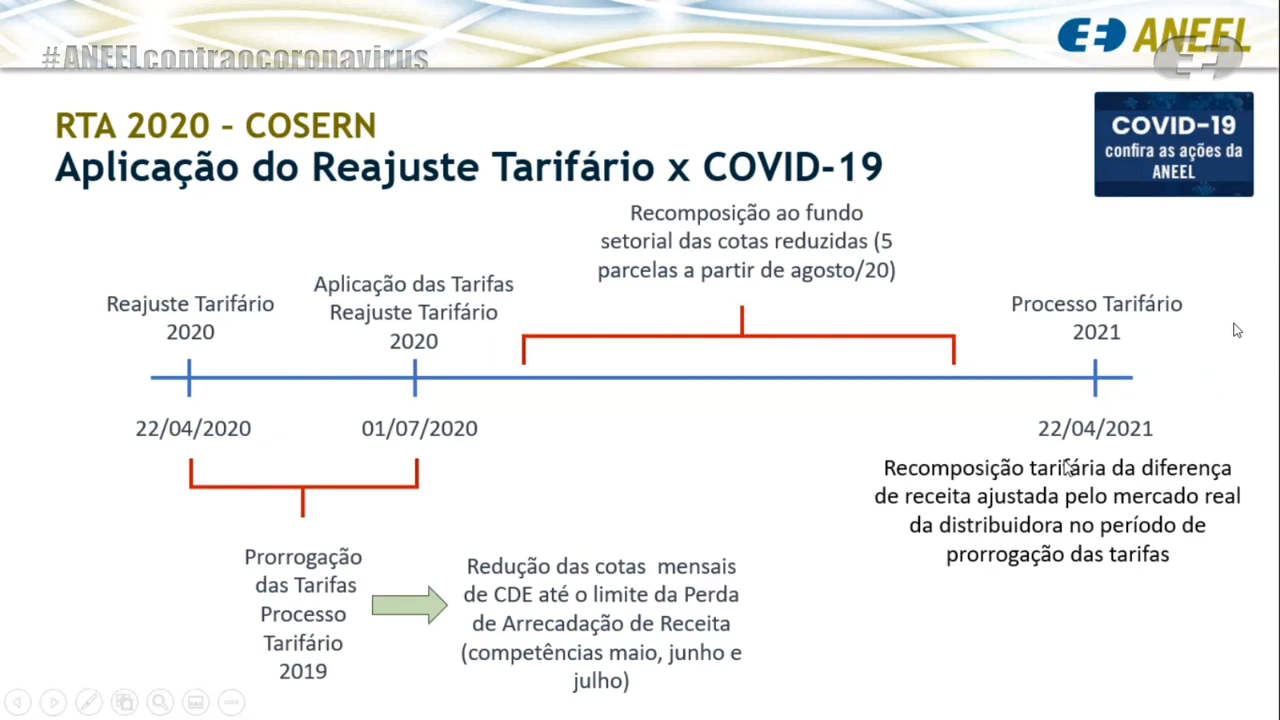 #ANEELcontraocoronavirus
ANEEL
COVID-19
confira as ações da
ANEEL
RTA 2020 - COSERN
Aplicação do Reajuste Tarifário x COVID-19
Recomposição ao fundo
setorial das cotas reduzidas (5
parcelas a partir de agosto/20)
Reajuste Tarifário
2020
Aplicação das Tarifas
Reajuste Tarifário
2020
Processo Tarifário
2021
22/04/2020
01/07/2020
22/04/2021
Recomposição tarifária da diferença
de receita ajustada pelo mercado real
da distribuidora no período de
prorrogação das tarifas
Prorrogação
das Tarifas
Processo
Tarifário
2019
Redução das cotas mensais
de CDE até o limite da Perda
de Arrecadação de Receita
(competências maio, junho e
julho)